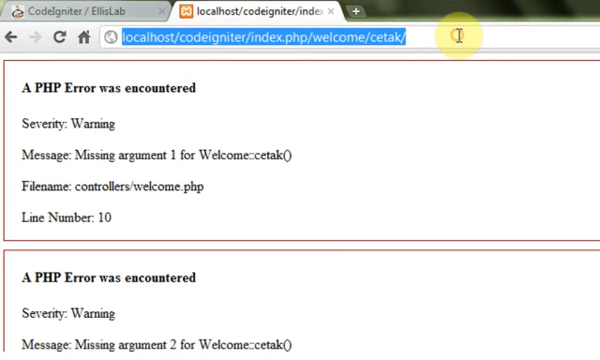 CodeIgniter / EllisLab
localhost/codeigniter/index
localhost/codeigniter/index.php/welcome/cetak/
A PHP Error was encountered
Severity: Warning
Message: Missing argument 1 for Welcome::cetak()
Filename: controllers/welcome.php
Line Number: 10
A PHP Error was encountered
Severity: Warning
Message: Missing argument 2 for Welcome::cetak()